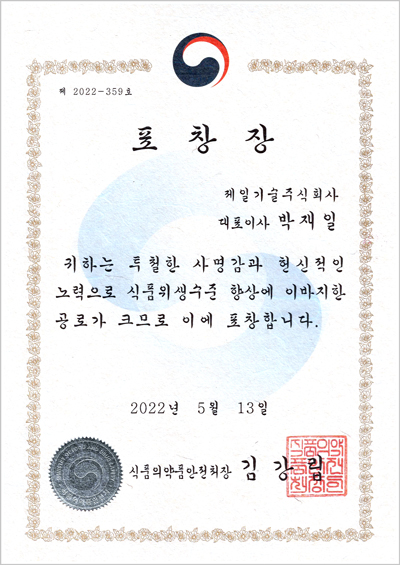 제 2022-359호
표 창 장
제일기술주식회사
대표이사 박재일
귀하는 투철한 사명감과 헌신적인
노력으로 식품위생수준 향상에 이바지한
공로가 크므로 이에 표창합니다.
2022년 5월 13일
식품의약품안전처장 김 강 립